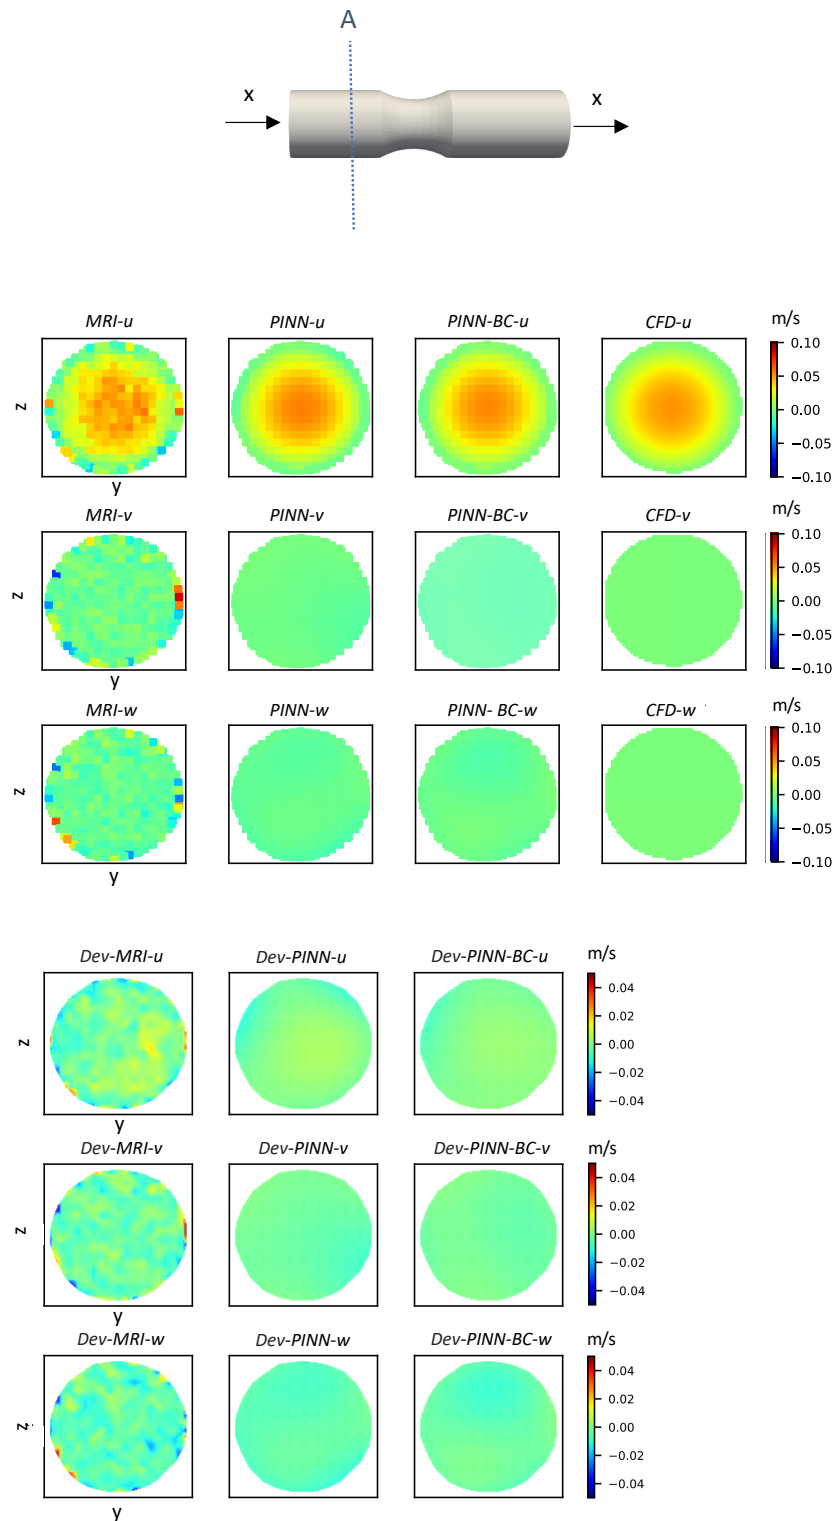 A
x
x
MRI-u PINN-u PINN-BC-u CFD-u m/s
0.10
0.05
z
0.00
−0.05
−0.10
y
m/s
MRI-v PINN-v PINN-BC-v CFD-v
0.10
0.05
z
0.00
−0.05
−0.10
y
m/s
MRI-w PINN-w PINN- BC-w CFD-w
0.10
0.05
z
0.00
−0.05
−0.10
y
Dev-MRI-u Dev-PINN-u Dev-PINN-BC-u m/s
0.04
0.02
z
0.00
−0.02
−0.04
y
Dev-MRI-v Dev-PINN-v Dev-PINN-BC-v m/s
0.04
0.02
z
0.00
−0.02
−0.04
y
Dev-MRI-w Dev-PINN-w Dev-PINN-BC-w m/s
0.04
0.02
z
0.00
−0.02
−0.04
y